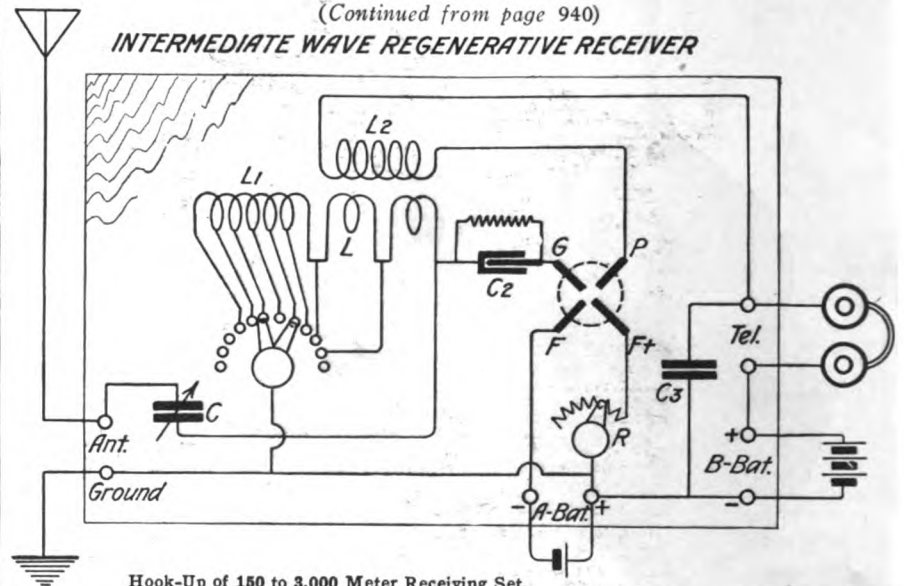 (Continued from page 940)
INTERMEDIATE WAVE REGENERATIVE RECEIVER
L2
L1
L
G
P
C2
F
F+
Tel.
C3
C
R
Ant.
+
B-Bat.
Ground
-
A-Bat.
+
-
Hook-Up of 150 to 3,000 Meter Receiving Set.